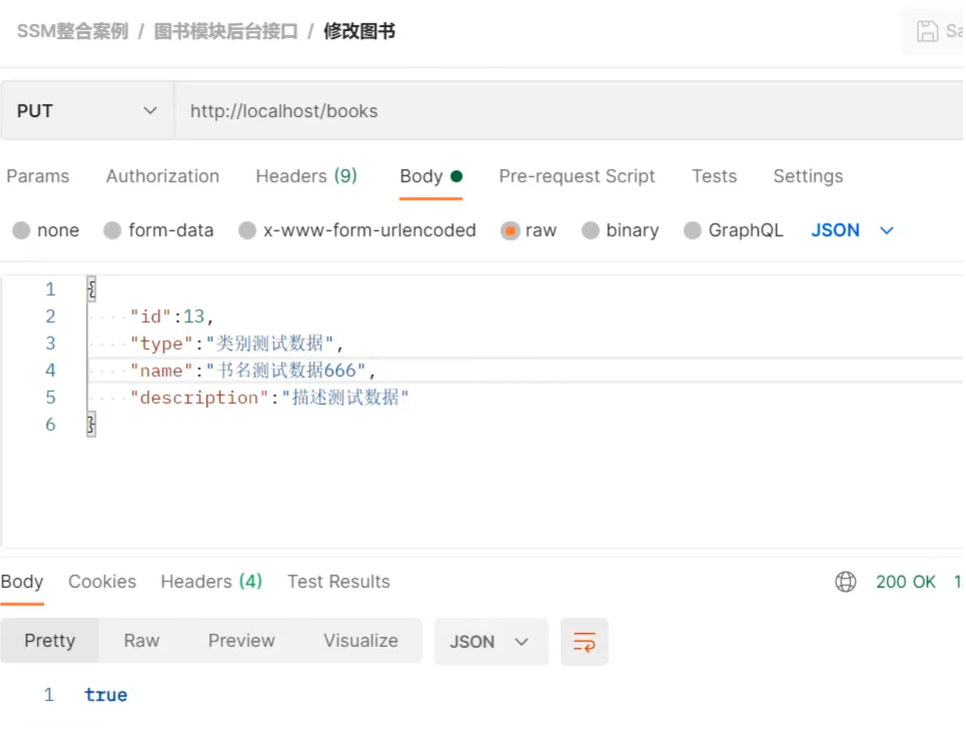 SSM整合案例 / 图书模块后台接口 / 修改图书
Sa
PUT http://localhost/books
Params Authorization Headers (9) Body Pre-request Script Tests Settings
none form-data x-www-form-urlencoded raw binary GraphQL JSON
1 {
2 "id":13,
3 "type":"类别测试数据",
4 "name":"书名测试数据666",
5 "description":"描述测试数据"
6 }
Body Cookies Headers (4) Test Results 200 OK 1
Pretty Raw Preview Visualize JSON
1 true